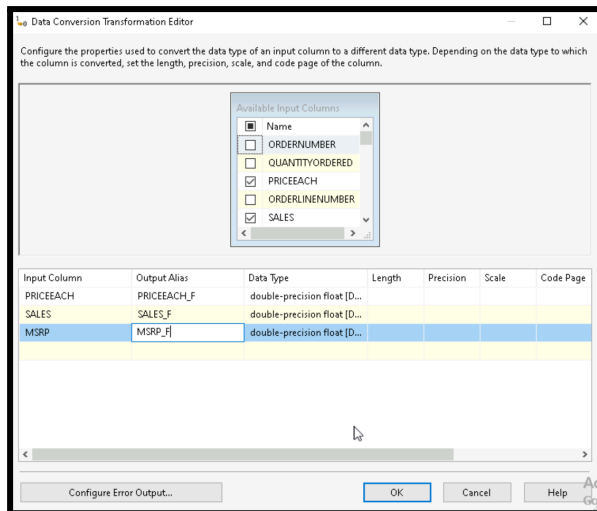 Data Conversion Transformation Editor
Configure the properties used to convert the data type of an input column to a different data type. Depending on the data type to which
the column is converted, set the length, precision, scale, and code page of the column.
Available Input Columns
Name
ORDERNUMBER
QUANTITYORDERED
PRICEEACH
ORDERLINENUMBER
SALES
Input Column Output Alias Data Type Length Precision Scale Code Page
PRICEEACH PRICEEACH_F double-precision float [D...
SALES SALES_F double-precision float [D...
MSRP MSRP_F double-precision float [D...
Configure Error Output... OK Cancel Help